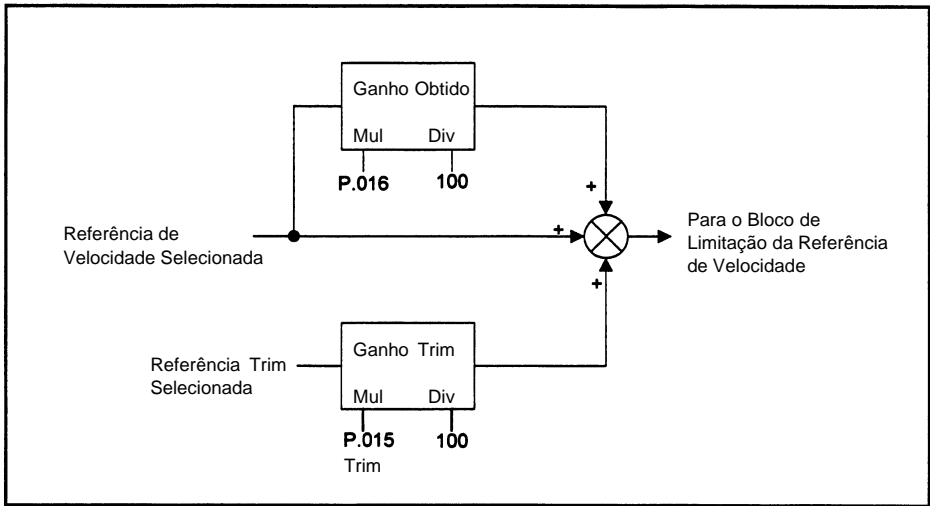 Ganho Obtido
Mul Div
P.016 100
+
Referência de
Velocidade Selecionada
+
Para o Bloco de
Limitação da Referência
de Velocidade
+
Referência Trim
Selecionada
Ganho Trim
Mul Div
P.015 100
Trim